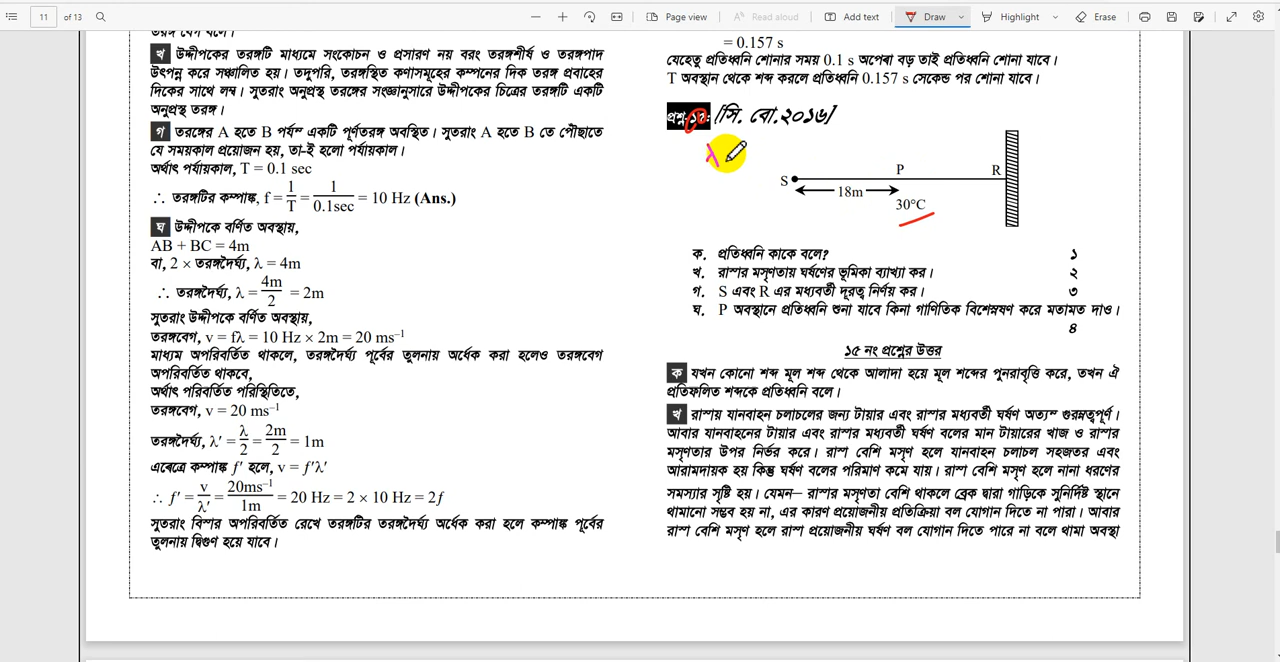 11 of 13 Page view Read aloud Add text Draw Highlight Erase
খ উদ্দীপকের তরঙ্গটি মাধ্যমে সংকোচন ও প্রসারণ নয় বরং তরঙ্গশীর্ষ ও তরঙ্গপাদ
উৎপন্ন করে সঞ্চালিত হয়। তদুপরি, তরঙ্গস্থিত কণাসমূহের কম্পনের দিক তরঙ্গ প্রবাহের
দিকের সাথে লম্ব। সুতরাং অনুপ্রস্থ তরঙ্গের সংজ্ঞানুসারে উদ্দীপকের চিত্রের তরঙ্গটি একটি
অনুপ্রস্থ তরঙ্গ।
গ তরঙ্গের A হতে B পর্যন্ত একটি পূর্ণতরঙ্গ অবস্থিত। সুতরাং A হতে B তে পৌছাতে
যে সময়কাল প্রয়োজন হয়, তা-ই হলো পর্যায়কাল।
অর্থাৎ পর্যায়কাল, T = 0.1 sec
∴ তরঙ্গটির কম্পাঙ্ক, f = 1/T = 1/0.1sec = 10 Hz (Ans.)
ঘ উদ্দীপকে বর্ণিত অবস্থায়,
AB + BC = 4m
বা, 2 × তরঙ্গদৈর্ঘ্য, λ = 4m
∴ তরঙ্গদৈর্ঘ্য, λ = 4m/2 = 2m
সুতরাং উদ্দীপকে বর্ণিত অবস্থায়,
তরঙ্গবেগ, v = fλ = 10 Hz × 2m = 20 ms⁻¹
মাধ্যম অপরিবর্তিত থাকলে, তরঙ্গদৈর্ঘ্য পূর্বের তুলনায় অর্ধেক করা হলেও তরঙ্গবেগ
অপরিবর্তিত থাকবে,
অর্থাৎ পরিবর্তিত পরিস্থিতিতে,
তরঙ্গবেগ, v = 20 ms⁻¹
তরঙ্গদৈর্ঘ্য, λ′ = λ/2 = 2m/2 = 1m
এক্ষেত্রে কম্পাঙ্ক f′ হলে, v = f′λ′
∴ f′ = v/λ′ = 20ms⁻¹/1m = 20 Hz = 2 × 10 Hz = 2f
সুতরাং বিস্তার অপরিবর্তিত রেখে তরঙ্গটির তরঙ্গদৈর্ঘ্য অর্ধেক করা হলে কম্পাঙ্ক পূর্বের
তুলনায় দ্বিগুণ হয়ে যাবে।
= 0.157 s
যেহেতু প্রতিধ্বনি শোনার সময় 0.1 s অপেক্ষা বড় তাই প্রতিধ্বনি শোনা যাবে।
T অবস্থান থেকে শব্দ করলে প্রতিধ্বনি 0.157 s সেকেন্ড পর শোনা যাবে।
প্রশ্ন [সি. বো.২০১৬]
λ
S P R
18m
30°C
ক. প্রতিধ্বনি কাকে বলে? ১
খ. রাস্তার মসৃণতায় ঘর্ষণের ভূমিকা ব্যাখ্যা কর। ২
গ. S এবং R এর মধ্যবর্তী দূরত্ব নির্ণয় কর। ৩
ঘ. P অবস্থানে প্রতিধ্বনি শুনা যাবে কিনা গাণিতিক বিশ্লেষণ করে মতামত দাও।
৪
১৫ নং প্রশ্নের উত্তর
ক যখন কোনো শব্দ মূল শব্দ থেকে আলাদা হয়ে মূল শব্দের পুনরাবৃত্তি করে, তখন ঐ
প্রতিফলিত শব্দকে প্রতিধ্বনি বলে।
খ রাস্তায় যানবাহন চলাচলের জন্য টায়ার এবং রাস্তার মধ্যবর্তী ঘর্ষণ অত্যন্ত গুরুত্বপূর্ণ।
আবার যানবাহনের টায়ার এবং রাস্তার মধ্যবর্তী ঘর্ষণ বলের মান টায়ারের খাজ ও রাস্তার
মসৃণতার উপর নির্ভর করে। রাস্তা বেশি মসৃণ হলে যানবাহন চলাচল সহজতর এবং
আরামদায়ক হয় কিন্তু ঘর্ষণ বলের পরিমাণ কমে যায়। রাস্তা বেশি মসৃণ হলে নানা ধরণের
সমস্যার সৃষ্টি হয়। যেমন– রাস্তার মসৃণতা বেশি থাকলে ব্রেক দ্বারা গাড়িকে সুনির্দিষ্ট স্থানে
থামানো সম্ভব হয় না, এর কারণ প্রয়োজনীয় প্রতিক্রিয়া বল যোগান দিতে না পারা। আবার
রাস্তা বেশি মসৃণ হলে রাস্তা প্রয়োজনীয় ঘর্ষণ বল যোগান দিতে পারে না বলে থামা অবস্থা